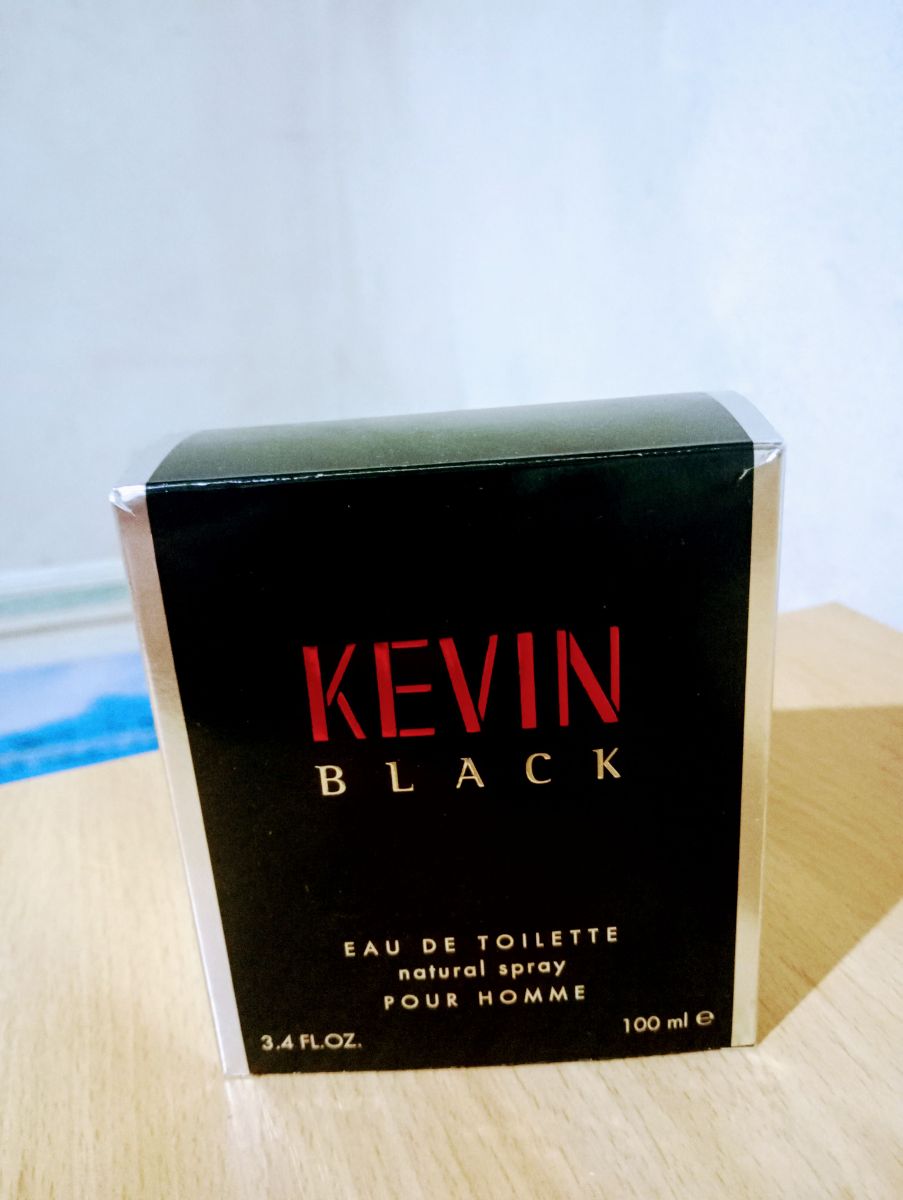 KEVIN
BLACK
EAU DE TOILETTE
natural spray
POUR HOMME
3.4 FL.OZ.
100 ml ℮